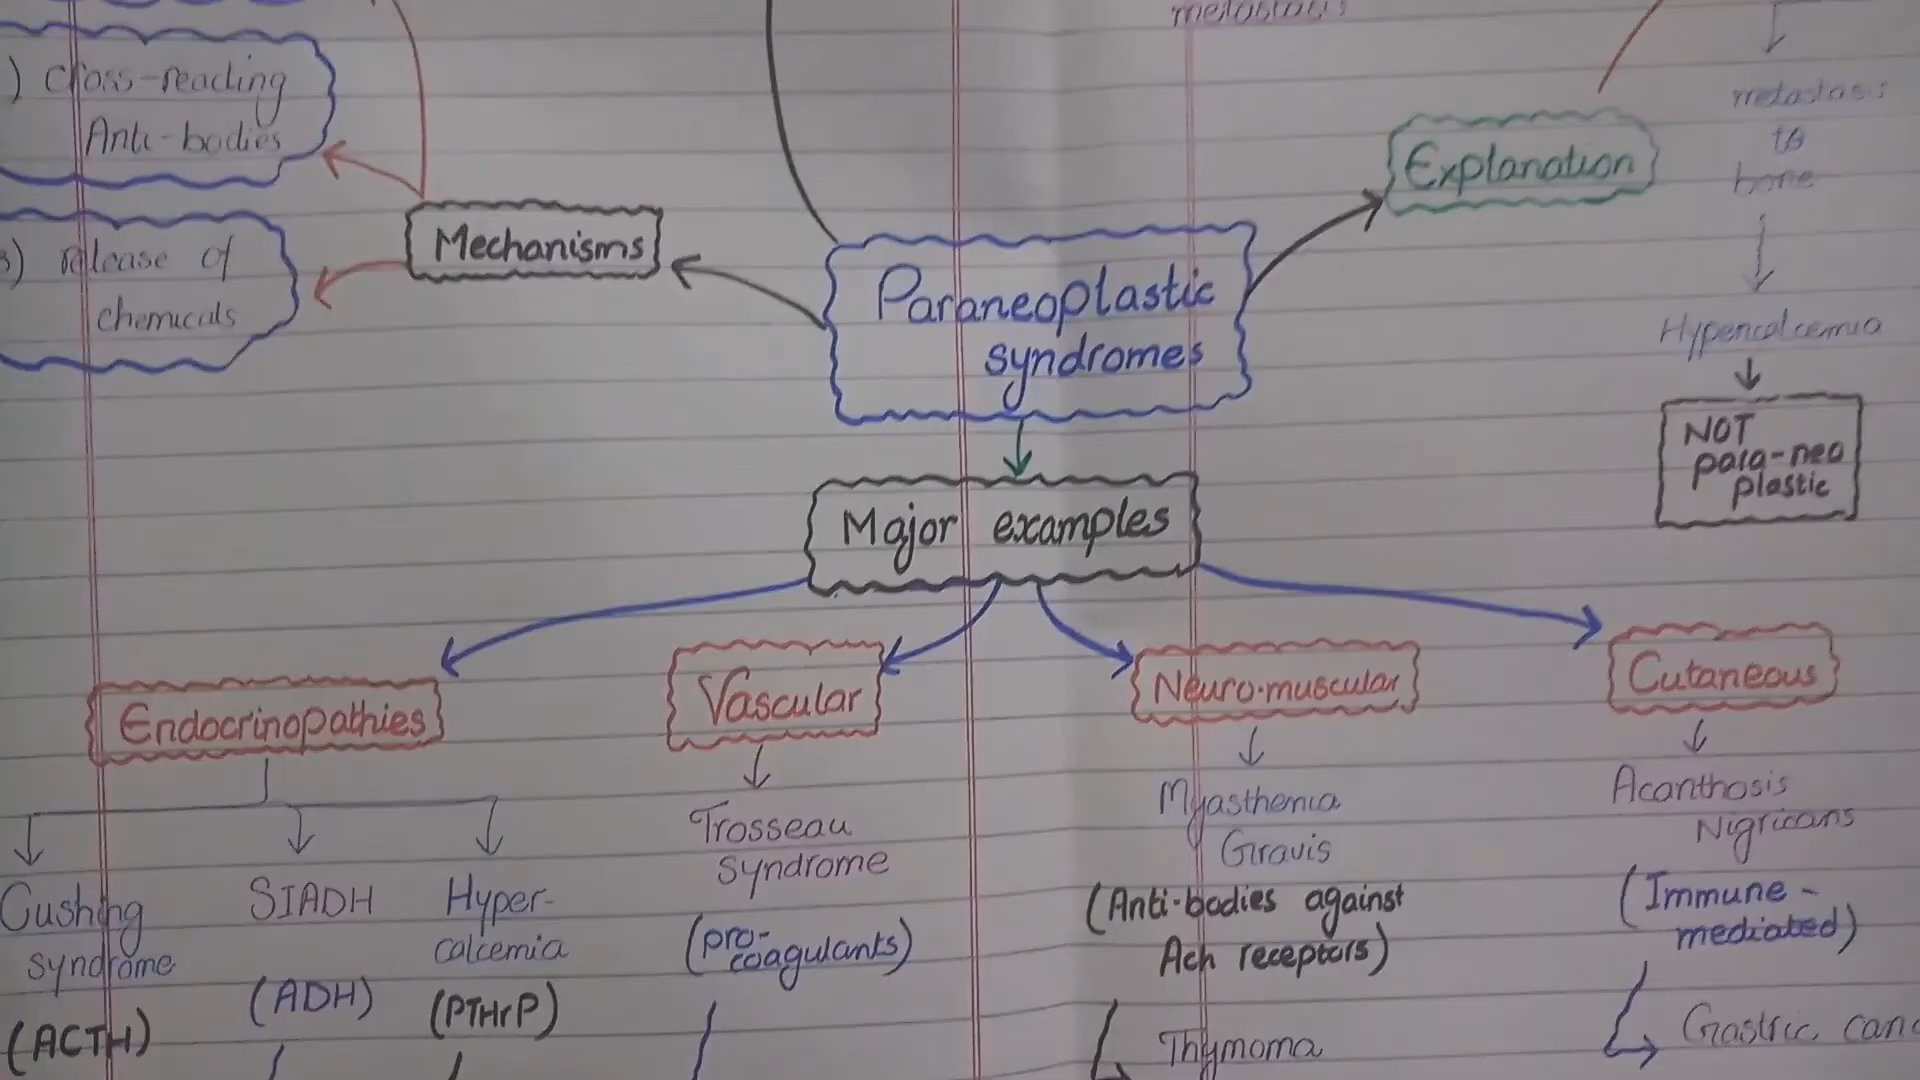 metastasis
) Cross-reading
Anti-bodies
3) release of
chemicals
Mechanisms
Paraneoplastic
syndromes
Explanation
metastasis
to
bone
Hypercalcemia
NOT
para-neo
plastic
Major examples
Endocrinopathies
Vascular
Neuro-muscular
Cutaneous
Cushing
syndrome
(ACTH)
SIADH
(ADH)
Hyper-
calcemia
(PTHrP)
Trosseau
syndrome
(pro-
coagulants)
Myasthenia
Gravis
(Anti-bodies against
Ach receptors)
Thymoma
Acanthosis
Nigricans
(Immune-
mediated)
Gastric canc